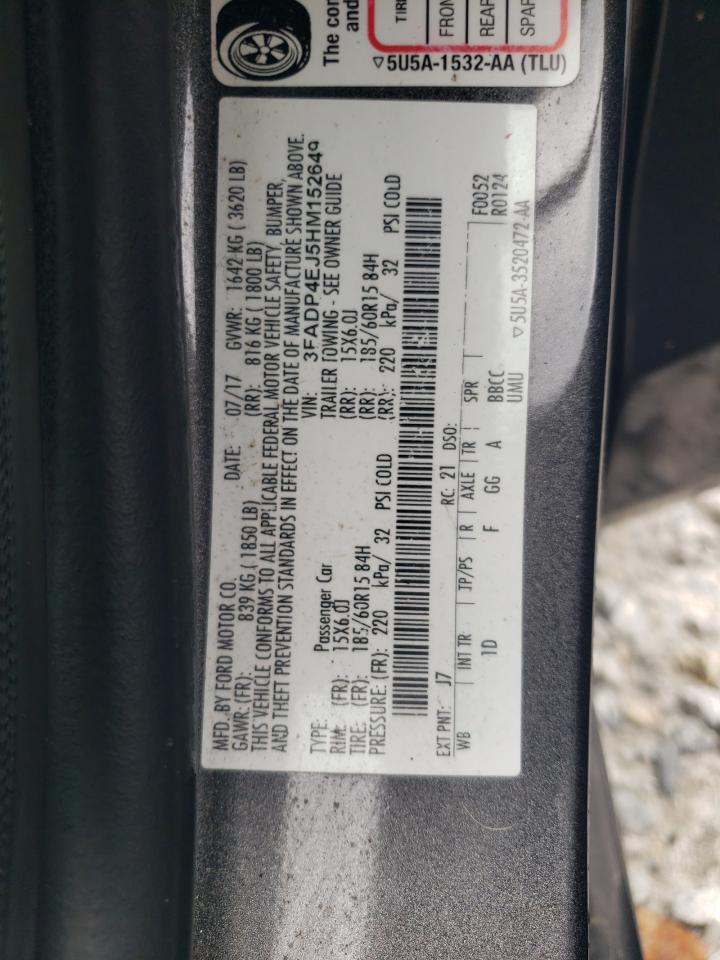 The con
and
TIRE
FRON
REAR
SPAR
▽5U5A-1532-AA (TLU)
MFD. BY FORD MOTOR CO. DATE: 07/17 GVWR: 1642 KG ( 3620 LB)
GAWR: (FR): 839 KG ( 1850 LB) (RR): 816 KG ( 1800 LB)
THIS VEHICLE CONFORMS TO ALL APPLICABLE FEDERAL MOTOR VEHICLE SAFETY, BUMPER,
AND THEFT PREVENTION STANDARDS IN EFFECT ON THE DATE OF MANUFACTURE SHOWN ABOVE.
VIN: 3FADP4EJ5HM152649
TYPE: Passenger Car TRAILER TOWING - SEE OWNER GUIDE
RIM: (FR): 15X6.0J (RR): 15X6.0J
TIRE: (FR): 185/60R15 84H (RR): 185/60R15 84H
PRESSURE: (FR): 220 kPa/ 32 PSI COLD (RR): 220 kPa/ 32 PSI COLD
EXT PNT: J7 RC: 21 DSO: F0052
R0124
WB INT TR TP/PS R AXLE TR SPR
1D F GG A BBCC
UMU
▽5U5A-3520472-AA